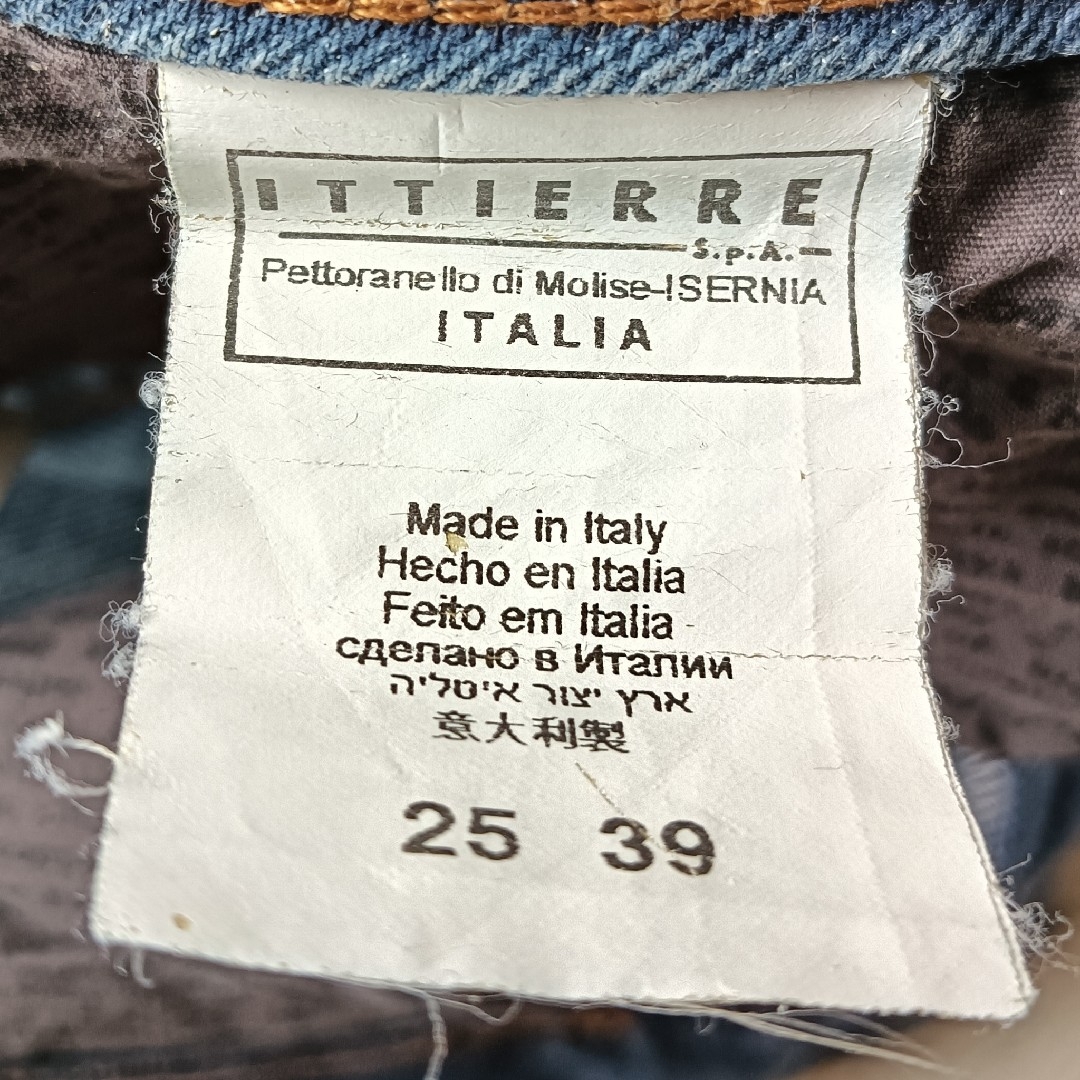 ITTIERRE
S.p.A.
Pettoranello di Molise-ISERNIA
ITALIA
Made in Italy
Hecho en Italia
Feito em Italia
сделано в Италии
ארץ יצור איטליה
意大利製
25 39